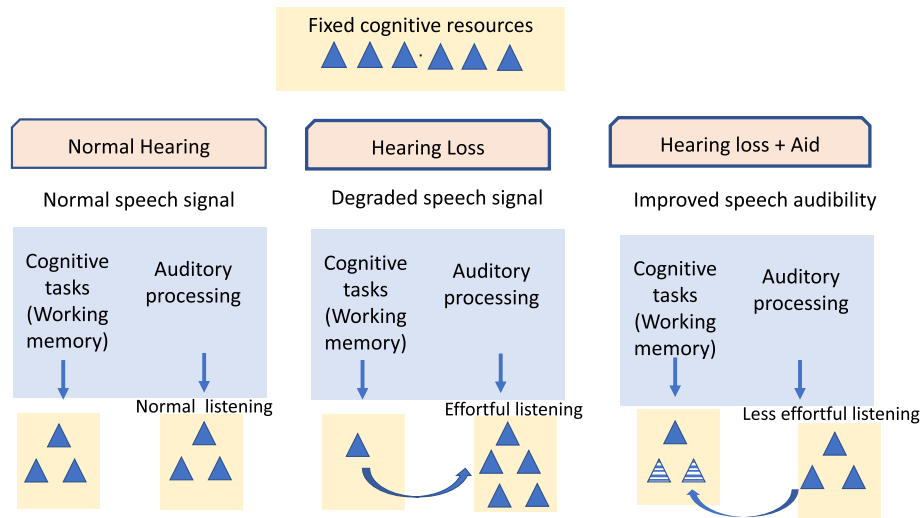 Fixed cognitive resources
Normal Hearing
Hearing Loss
Hearing loss + Aid
Normal speech signal
Degraded speech signal
Improved speech audibility
Cognitive
tasks
(Working
memory)
Auditory
processing
Cognitive
tasks
(Working
memory)
Auditory
processing
Cognitive
tasks
(Working
memory)
Auditory
processing
Normal listening
Effortful listening
Less effortful listening